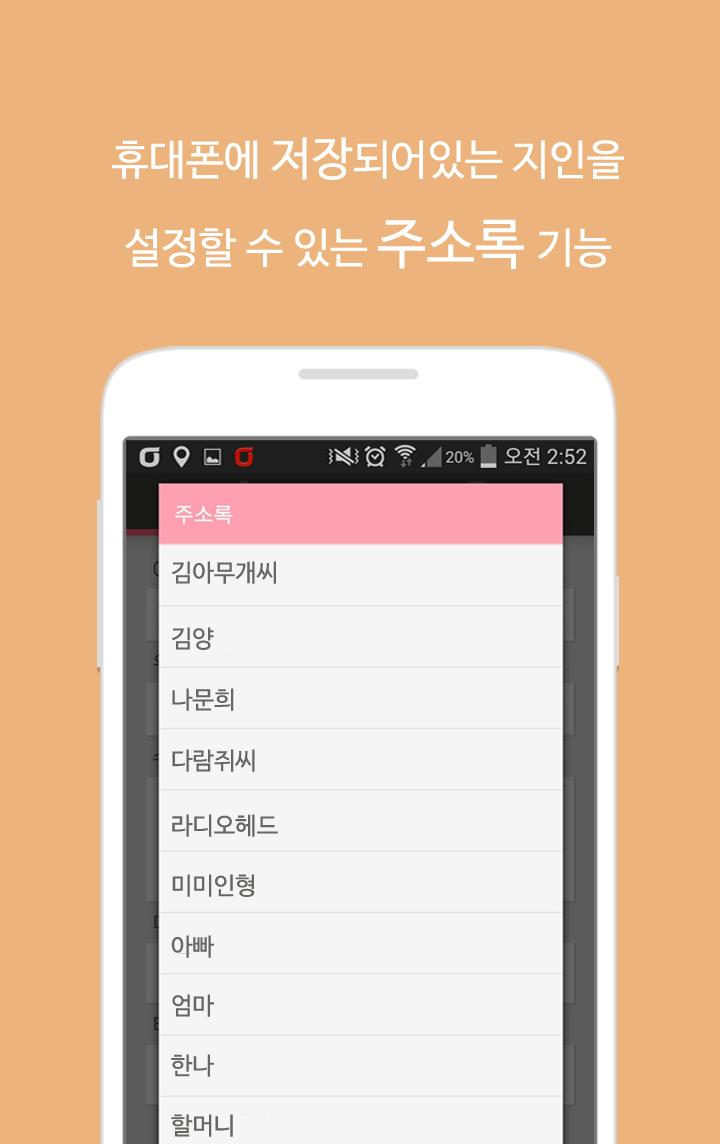 휴대폰에 저장되어있는 지인을
설정할 수 있는 주소록 기능
20% 오전 2:52
주소록
김아무개씨
김양
나문희
다람쥐씨
라디오헤드
미미인형
아빠
엄마
한나
할머니